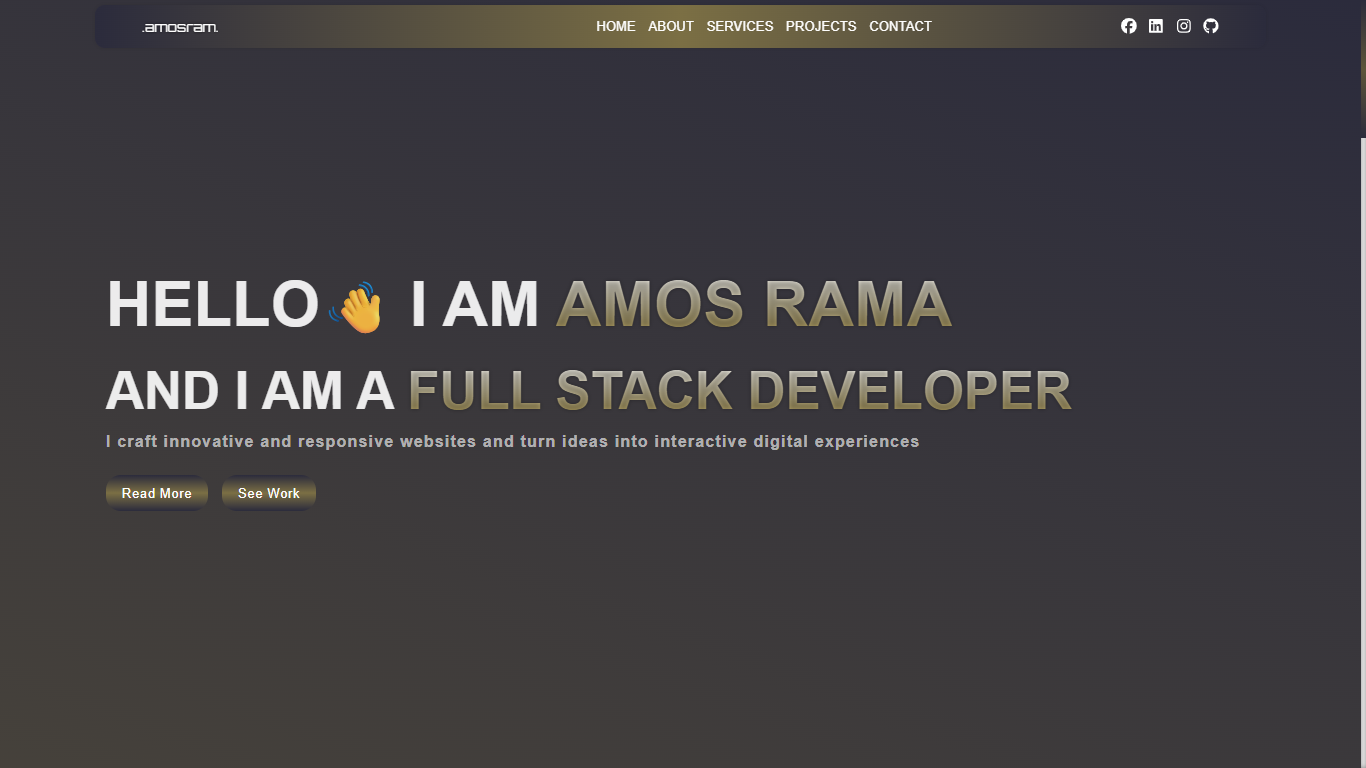 .amosram.
HOME ABOUT SERVICES PROJECTS CONTACT
HELLO👋 I AM AMOS RAMA
AND I AM A FULL STACK DEVELOPER
I craft innovative and responsive websites and turn ideas into interactive digital experiences
Read More See Work